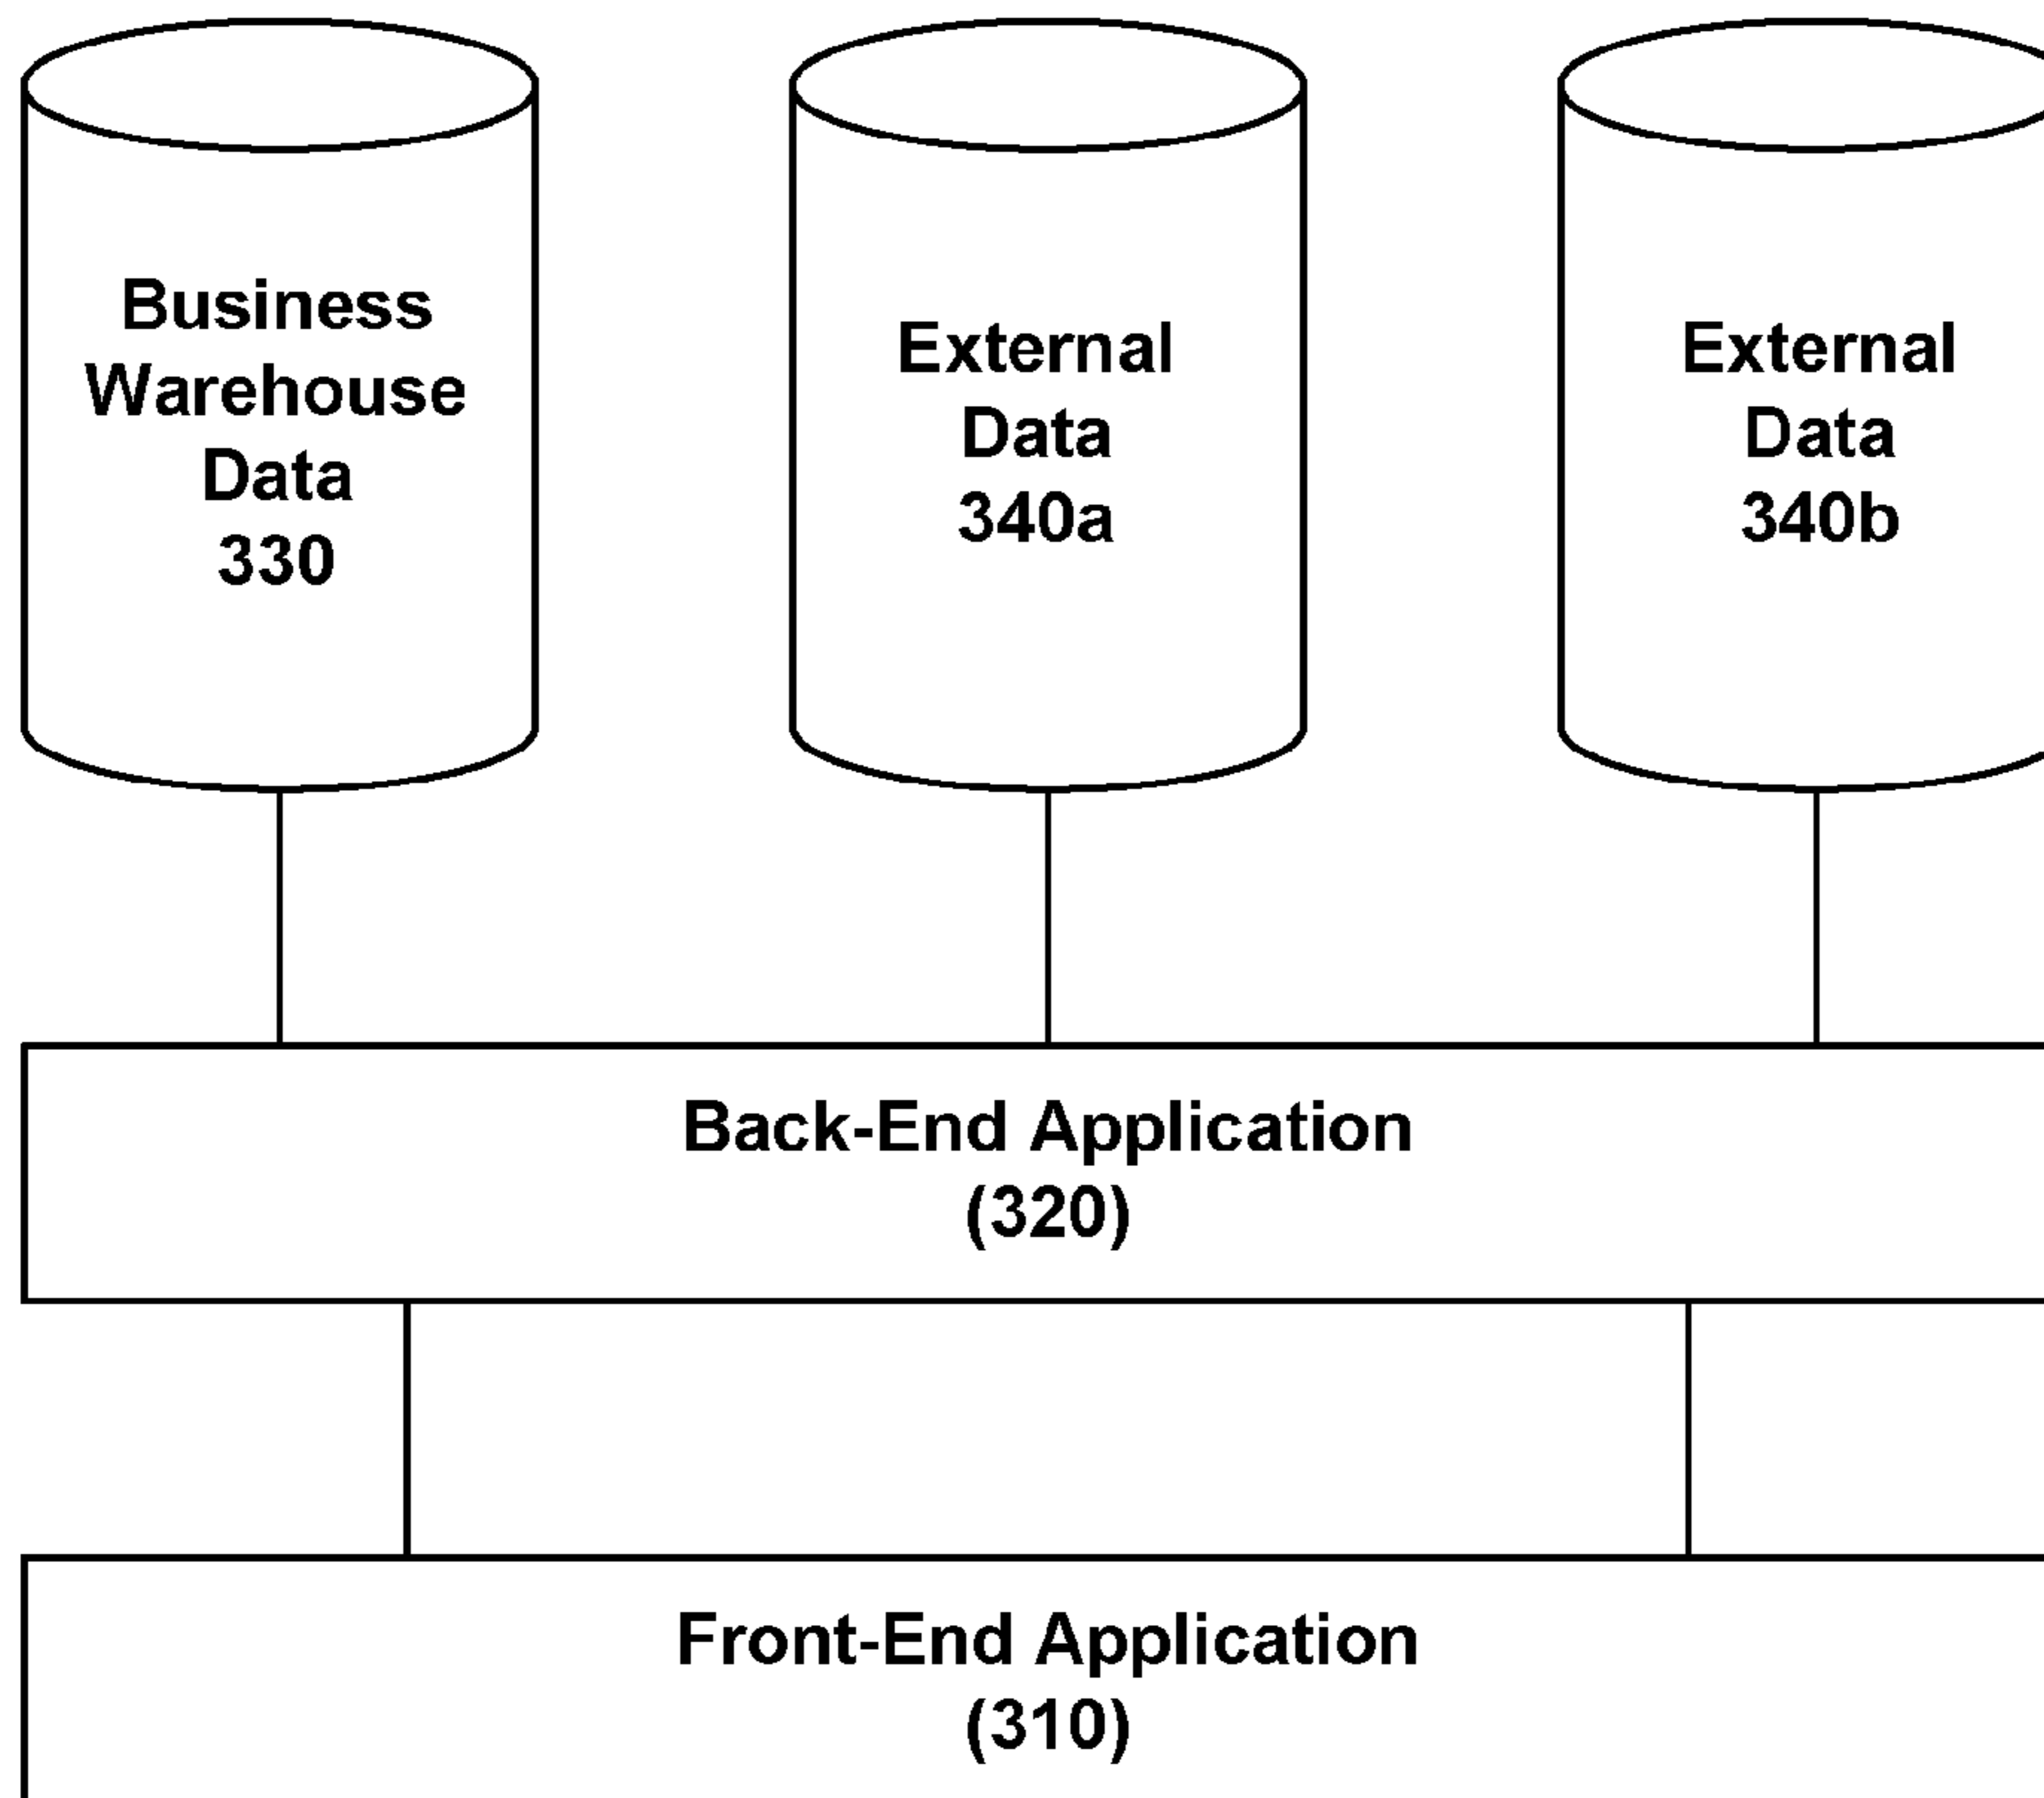 Business
Warehouse
Data
330
External
Data
340a
External
Data
340b
Back-End Application
(320)
Front-End Application
(310)